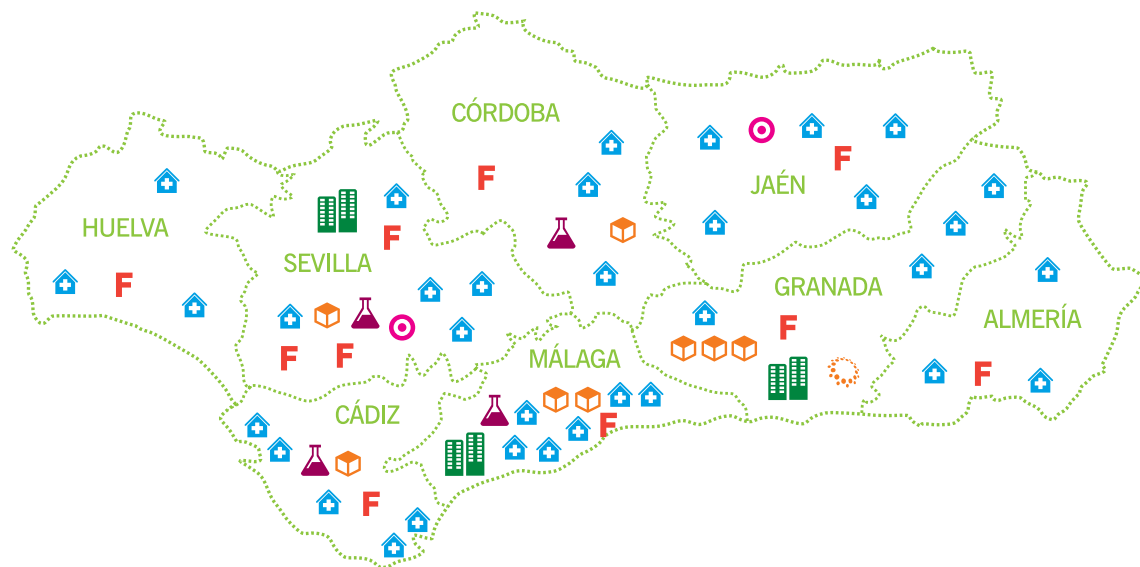 CÓRDOBA
F
JAÉN
F
HUELVA
F
SEVILLA
F
F
F
GRANADA
F
ALMERÍA
F
MÁLAGA
F
CÁDIZ
F